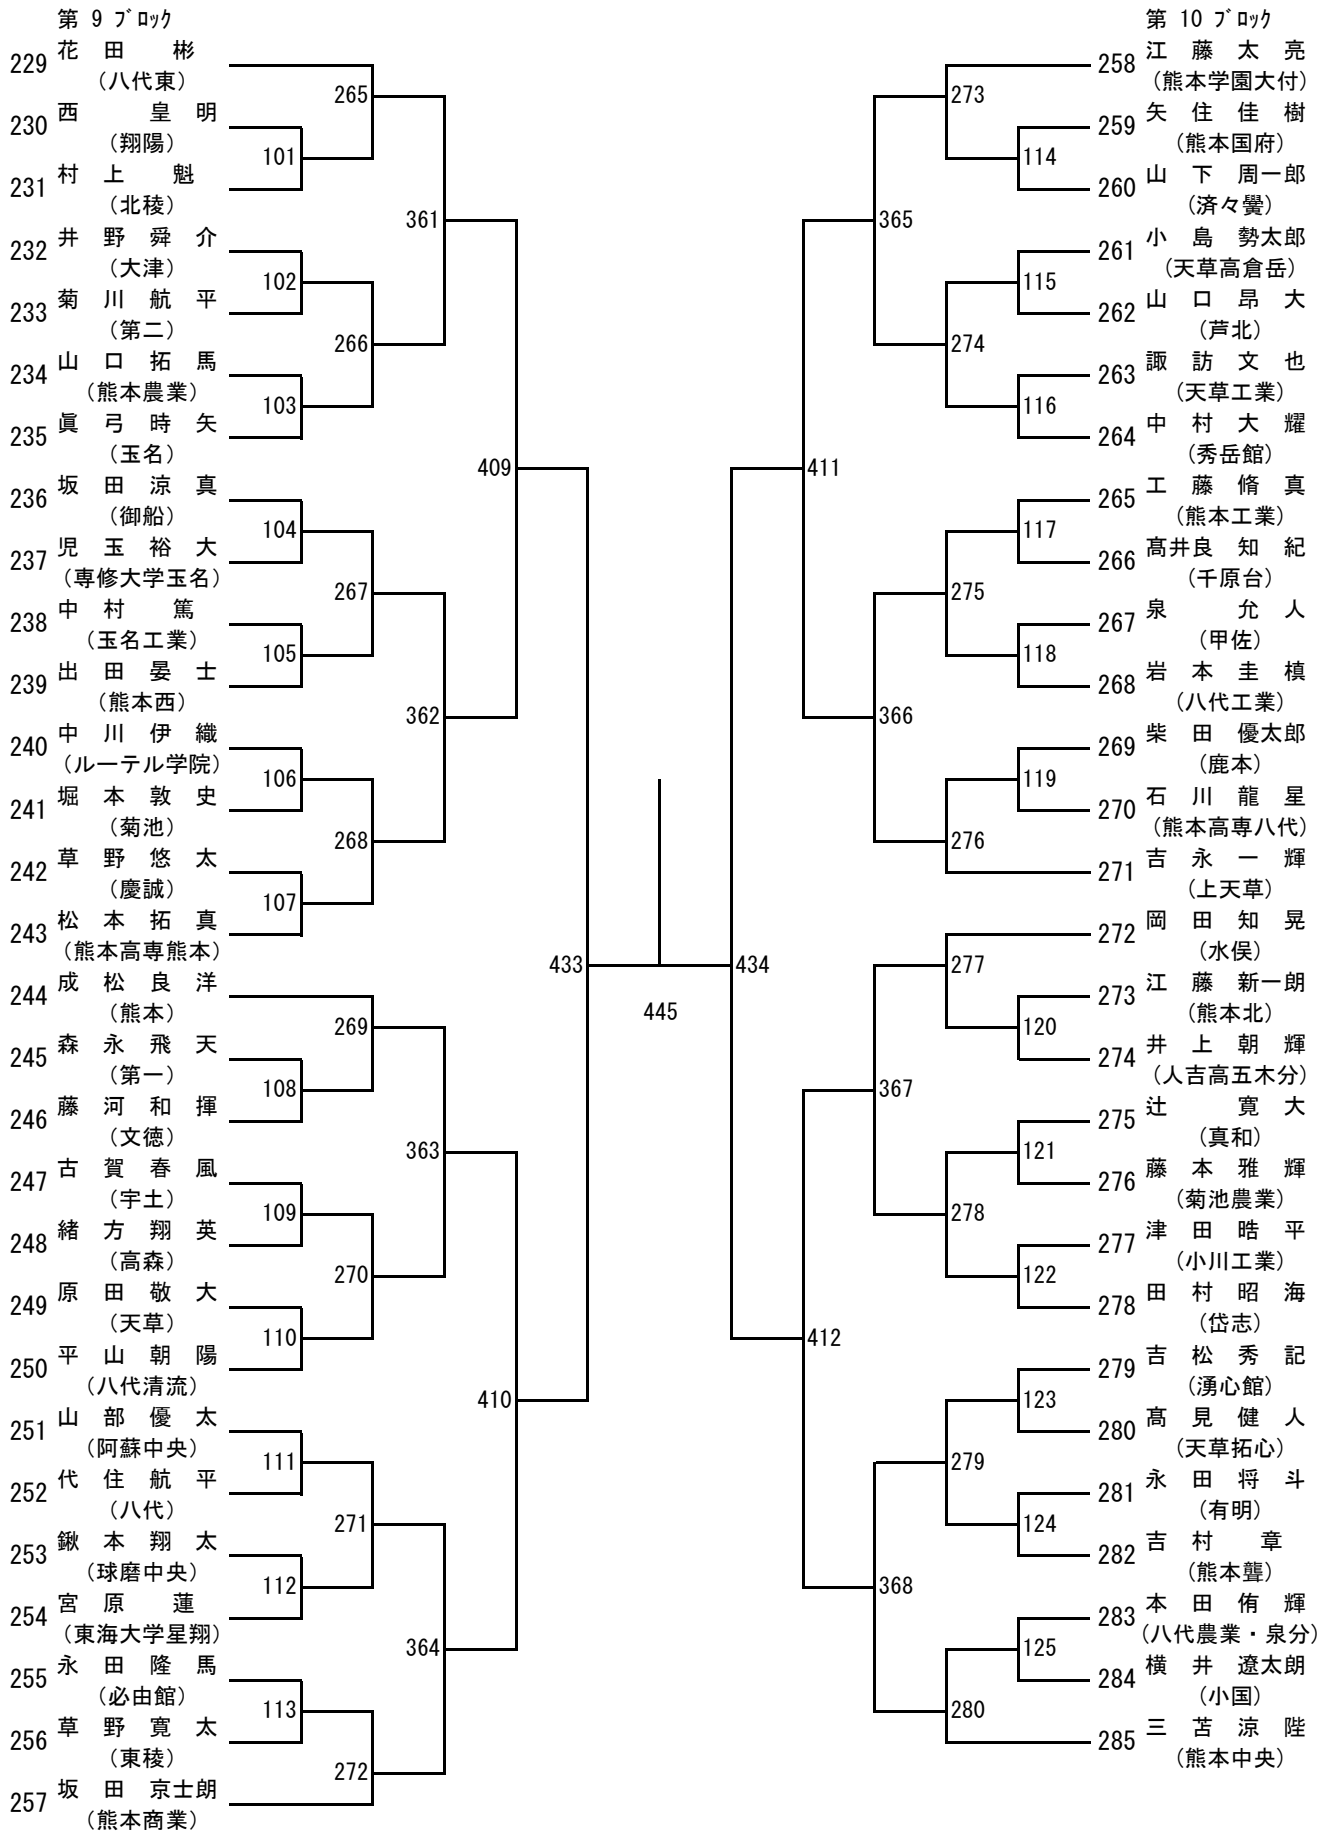 第 9 ﾌﾞﾛｯｸ
229 花田 彬
(八代東)
230 西 皇明
(翔陽)
231 村上 魁
(北稜)
232 井野舜介
(大津)
233 菊川航平
(第二)
234 山口拓馬
(熊本農業)
235 眞弓時矢
(玉名)
236 坂田涼真
(御船)
237 児玉裕大
(専修大学玉名)
238 中村 篤
(玉名工業)
239 出田晏士
(熊本西)
240 中川伊織
(ルーテル学院)
241 堀本敦史
(菊池)
242 草野悠太
(慶誠)
243 松本拓真
(熊本高専熊本)
244 成松良洋
(熊本)
245 森永飛天
(第一)
246 藤河和揮
(文徳)
247 古賀春風
(宇土)
248 緒方翔英
(高森)
249 原田敬大
(天草)
250 平山朝陽
(八代清流)
251 山部優太
(阿蘇中央)
252 代住航平
(八代)
253 鍬本翔太
(球磨中央)
254 宮原 蓮
(東海大学星翔)
255 永田隆馬
(必由館)
256 草野寛太
(東稜)
257 坂田 京士朗
(熊本商業)
101
102
103
104
105
106
107
108
109
110
111
112
113
265
266
267
268
269
270
271
272
361
362
363
364
409
410
433
445
434
411
412
365
366
367
368
273
274
275
276
277
278
279
280
114
115
116
117
118
119
120
121
122
123
124
125
第 10 ﾌﾞﾛｯｸ
258 江藤太亮
(熊本学園大付)
259 矢住佳樹
(熊本国府)
260 山下 周一郎
(済々黌)
261 小島 勢太郎
(天草高倉岳)
262 山口昂大
(芦北)
263 諏訪文也
(天草工業)
264 中村大耀
(秀岳館)
265 工藤脩真
(熊本工業)
266 髙井良 知紀
(千原台)
267 泉 允人
(甲佐)
268 岩本圭槙
(八代工業)
269 柴田 優太郎
(鹿本)
270 石川龍星
(熊本高専八代)
271 吉永一輝
(上天草)
272 岡田知晃
(水俣)
273 江藤 新一朗
(熊本北)
274 井上朝輝
(人吉高五木分)
275 辻 寛大
(真和)
276 藤本雅輝
(菊池農業)
277 津田晧平
(小川工業)
278 田村昭海
(岱志)
279 吉松秀記
(湧心館)
280 髙見健人
(天草拓心)
281 永田将斗
(有明)
282 吉村 章
(熊本聾)
283 本田侑輝
(八代農業・泉分)
284 横井 遼太朗
(小国)
285 三苫涼陛
(熊本中央)